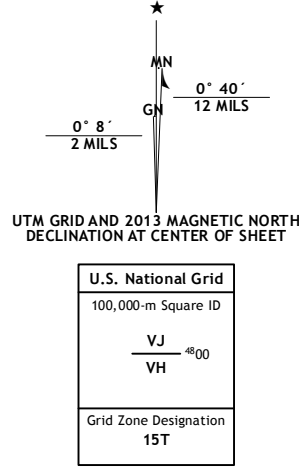 ★
MN
0° 40´
12 MILS
GN
0° 8´
2 MILS
UTM GRID AND 2013 MAGNETIC NORTH
DECLINATION AT CENTER OF SHEET
U.S. National Grid
100,000-m Square ID
VJ
4800
VH
Grid Zone Designation
15T